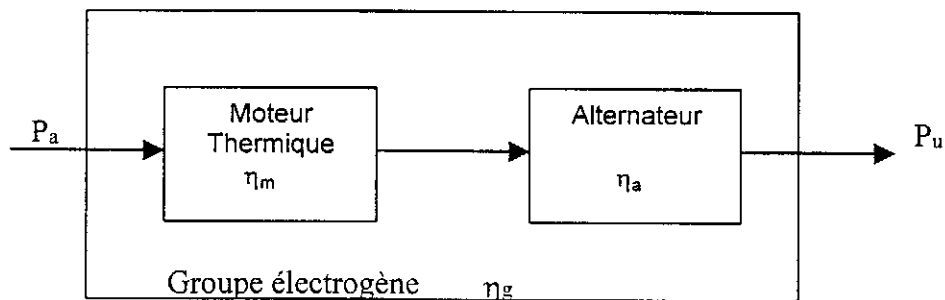 Pa
Moteur
Thermique
ηm
Alternateur
ηa
Pu
Groupe électrogène ηg